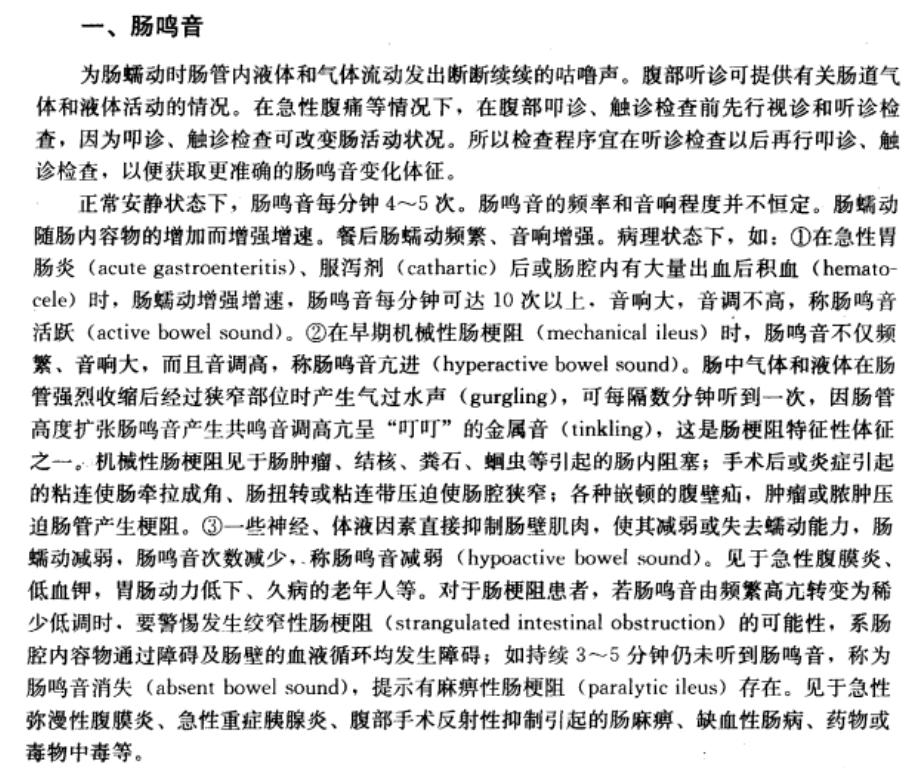 一、肠鸣音
为肠蠕动时肠管内液体和气体流动发出断断续续的咕噜声。腹部听诊可提供有关肠道气
体和液体活动的情况。在急性腹痛等情况下，在腹部叩诊、触诊检查前先行视诊和听诊检
查，因为叩诊、触诊检查可改变肠活动状况。所以检查程序宜在听诊检查以后再行叩诊、触
诊检查，以便获取更准确的肠鸣音变化体征。
正常安静状态下，肠鸣音每分钟 4～5 次。肠鸣音的频率和音响程度并不恒定。肠蠕动
随肠内容物的增加而增强增速。餐后肠蠕动频繁、音响增强。病理状态下，如：①在急性胃
肠炎（acute gastroenteritis）、服泻剂（cathartic）后或肠腔内有大量出血后积血（hemato-
cele）时，肠蠕动增强增速，肠鸣音每分钟可达 10 次以上．音响大，音调不高，称肠鸣音
活跃（active bowel sound）。②在早期机械性肠梗阻（mechanical ileus）时，肠鸣音不仅频
繁、音响大，而且音调高，称肠鸣音亢进（hyperactive bowel sound）。肠中气体和液体在肠
管强烈收缩后经过狭窄部位时产生气过水声（gurgling），可每隔数分钟听到一次，因肠管
高度扩张肠鸣音产生共鸣音调高亢呈“叮叮”的金属音（tinkling），这是肠梗阻特征性体征
之一。机械性肠梗阻见于肠肿瘤、结核、粪石、蛔虫等引起的肠内阻塞；手术后或炎症引起
的粘连使肠牵拉成角、肠扭转或粘连带压迫使肠腔狭窄；各种嵌顿的腹壁疝，肿瘤或脓肿压
迫肠管产生梗阻。③一些神经、体液因素直接抑制肠壁肌肉，使其减弱或失去蠕动能力，肠
蠕动减弱，肠鸣音次数减少，称肠鸣音减弱（hypoactive bowel sound）。见于急性腹膜炎、
低血钾，胃肠动力低下、久病的老年人等。对于肠梗阻患者，若肠鸣音由频繁高亢转变为稀
少低调时．要警惕发生绞窄性肠梗阻（strangulated intestinal obstruction）的可能性，系肠
腔内容物通过障碍及肠壁的血液循环均发生障碍；如持续 3～5 分钟仍未听到肠鸣音，称为
肠鸣音消失（absent bowel sound），提示有麻痹性肠梗阻（paralytic ileus）存在。见于急性
弥漫性腹膜炎、急性重症胰腺炎、腹部手术反射性抑制引起的肠麻痹、缺血性肠病、药物或
毒物中毒等。